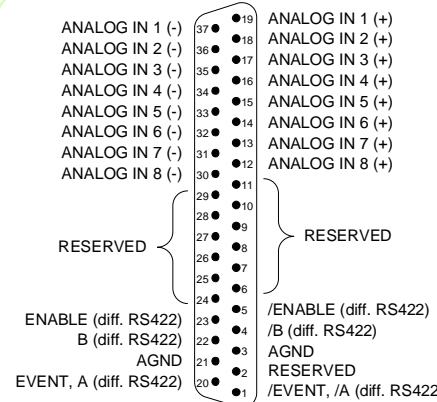 ANALOG IN 1 (-) 37 19 ANALOG IN 1 (+)
ANALOG IN 2 (-) 36 18 ANALOG IN 2 (+)
ANALOG IN 3 (-) 35 17 ANALOG IN 3 (+)
ANALOG IN 4 (-) 34 16 ANALOG IN 4 (+)
ANALOG IN 5 (-) 33 15 ANALOG IN 5 (+)
ANALOG IN 6 (-) 32 14 ANALOG IN 6 (+)
ANALOG IN 7 (-) 31 13 ANALOG IN 7 (+)
ANALOG IN 8 (-) 30 12 ANALOG IN 8 (+)
29 11
28 10
27 9
RESERVED 26 8 RESERVED
25 7
24 6
ENABLE (diff. RS422) 23 5 /ENABLE (diff. RS422)
B (diff. RS422) 22 4 /B (diff. RS422)
AGND 21 3 AGND
2 RESERVED
EVENT, A (diff. RS422) 20 1 /EVENT, /A (diff. RS422